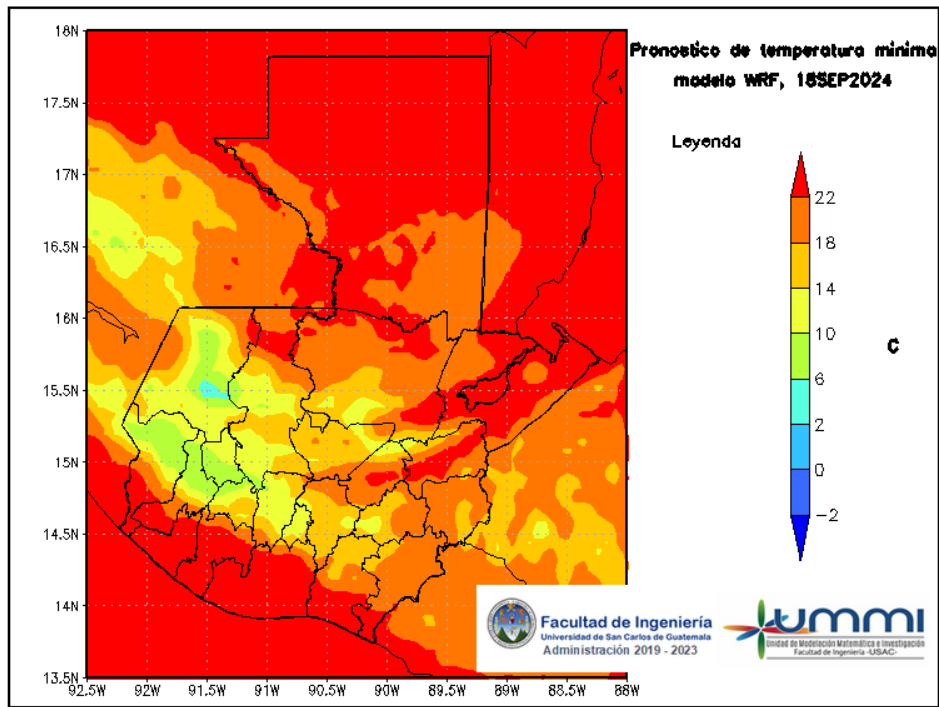 Pronostico de temperatura minima
modelo WRF, 18SEP2024
Leyenda
22
18
14
10
6
2
0
−2
C
18N
17.5N
17N
16.5N
16N
15.5N
15N
14.5N
14N
13.5N
92.5W 92W 91.5W 91W 90.5W 90W 89.5W 89W 88.5W 88W
Facultad de Ingeniería
Universidad de San Carlos de Guatemala
Administración 2019 - 2023
UMMI
Unidad de Modelación Matemática e Investigación
Facultad de Ingeniería -USAC-